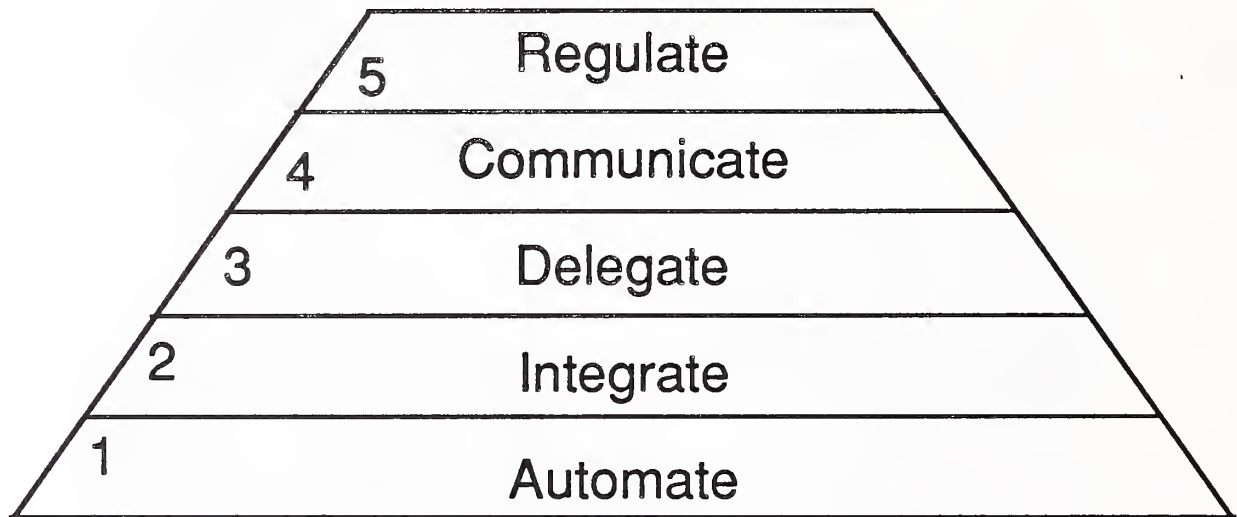 5 Regulate
4 Communicate
3 Delegate
2 Integrate
1 Automate